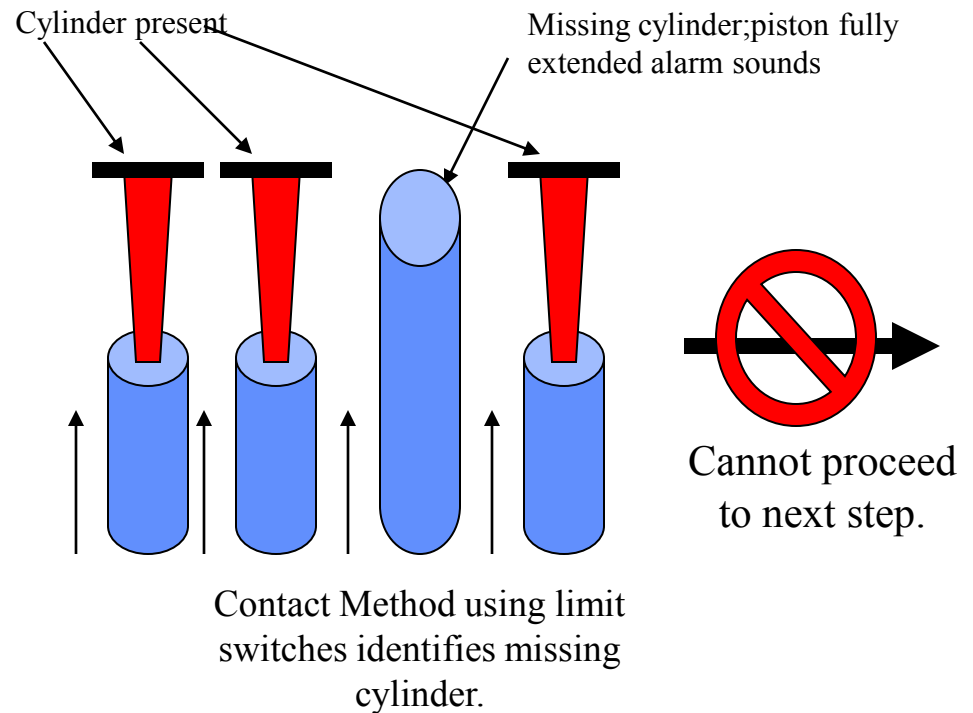 Cylinder present
Missing cylinder;piston fully
extended alarm sounds
Cannot proceed
to next step.
Contact Method using limit
switches identifies missing
cylinder.